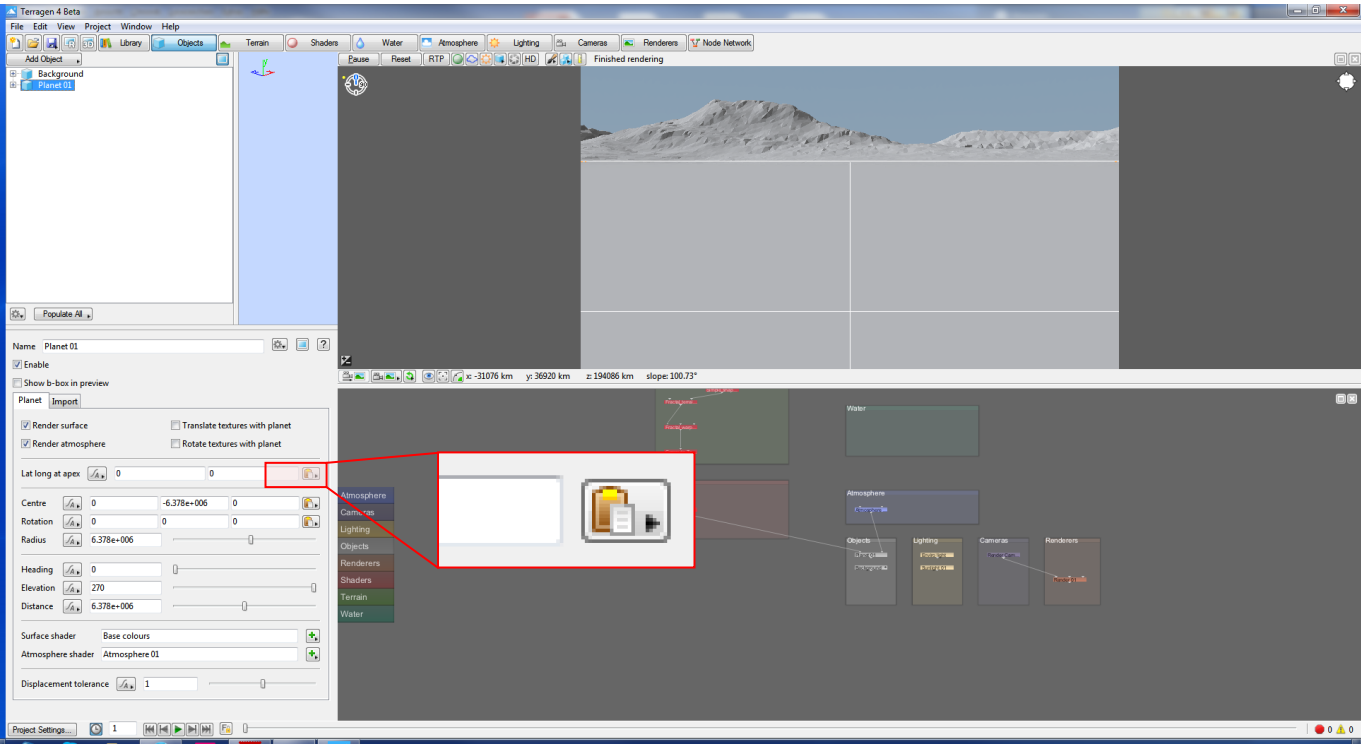 Terragen 4 Beta
File Edit View Project Window Help
Library Objects Terrain Shaders Water Atmosphere Lighting Cameras Renderers Node Network
Add Object
Pause Reset RTP HD Finished rendering
Background
Planet 01
Populate All
Name Planet 01
Enable
Show b-box in preview
x: -31076 km y: 36920 km z: 194086 km slope: 100.73°
Planet Import
Render surface Translate textures with planet
Render atmosphere Rotate textures with planet
Lat long at apex 0 0
Centre 0 -6.378e+006 0
Rotation 0 0 0
Radius 6.378e+006
Heading 0
Elevation 270
Distance 6.378e+006
Surface shader Base colours
Atmosphere shader Atmosphere 01
Displacement tolerance 1
Water
Atmosphere
Objects Lighting Cameras Renderers
Atmosphere
Cameras
Lighting
Objects
Renderers
Shaders
Terrain
Water
Project Settings... 1 0 0